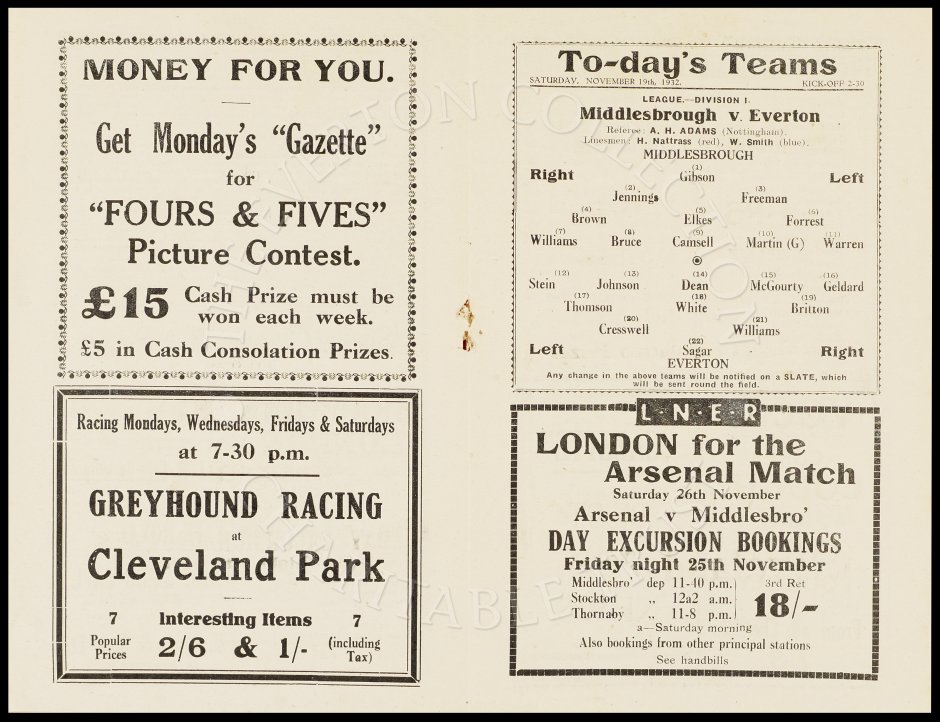 MONEY FOR YOU.
Get Monday's "Gazette"
for
"FOURS & FIVES"
Picture Contest.
£15 Cash Prize must be
won each week.
£5 in Cash Consolation Prizes.
Racing Mondays, Wednesdays, Fridays & Saturdays
at 7-30 p.m.
GREYHOUND RACING
at
Cleveland Park
7 Interesting Items 7
Popular Prices 2/6 & 1/- (including Tax)
To-day's Teams
SATURDAY, NOVEMBER 19th, 1932. KICK-OFF 2-30
LEAGUE.—DIVISION I.
Middlesbrough v. Everton
Referee: A. H. ADAMS (Nottingham).
Linesmen: H. Nattrass (red), W. Smith (blue).
MIDDLESBROUGH
(1)
Right Gibson Left
(2) (3)
Jennings Freeman
(4) (5) (6)
Brown Elkes Forrest
(7) (8) (9) (10) (11)
Williams Bruce Camsell Martin (G) Warren
(12) (13) (14) (15) (16)
Stein Johnson Dean McGourty Geldard
(17) (18) (19)
Thomson White Britton
(20) (21)
Cresswell Williams
(22)
Left Sagar Right
EVERTON
Any change in the above teams will be notified on a SLATE, which
will be sent round the field.
L·N·E·R
LONDON for the
Arsenal Match
Saturday 26th November
Arsenal v Middlesbro'
DAY EXCURSION BOOKINGS
Friday night 25th November
Middlesbro' dep 11-40 p.m. 3rd Ret
Stockton ,, 12a2 a.m. 18/-
Thornaby ,, 11-8 p.m.
a—Saturday morning
Also bookings from other principal stations
See handbills
THE EVERTON COLLECTION
CHARITABLE